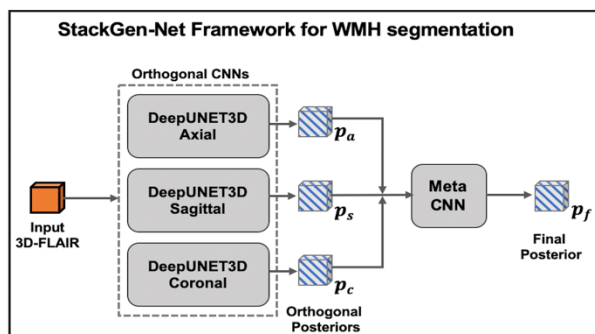 StackGen-Net Framework for WMH segmentation
Orthogonal CNNs
DeepUNET3D
Axial
p_a
DeepUNET3D
Sagittal
p_s
DeepUNET3D
Coronal
p_c
Input
3D-FLAIR
Orthogonal
Posteriors
Meta
CNN
p_f
Final
Posterior